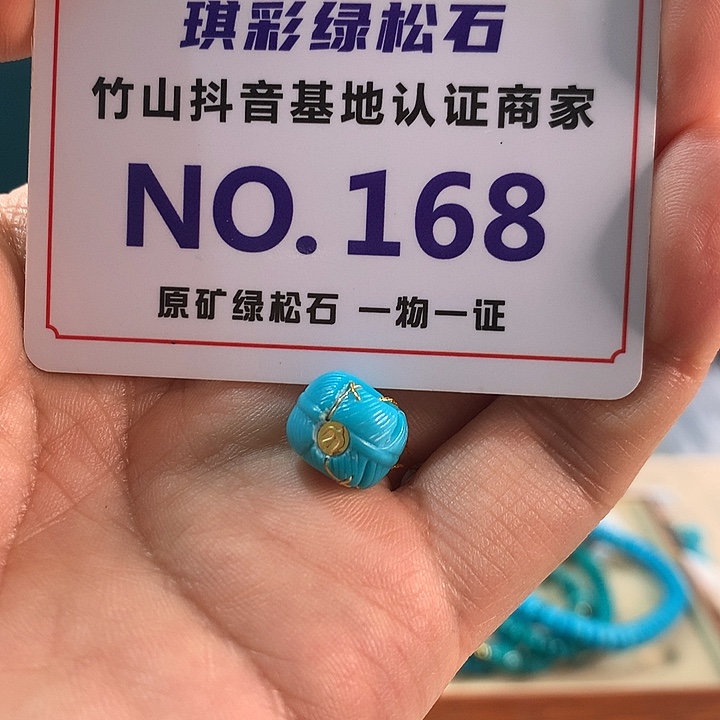 琪彩绿松石
竹山抖音基地认证商家
NO.168
原矿绿松石 一物一证